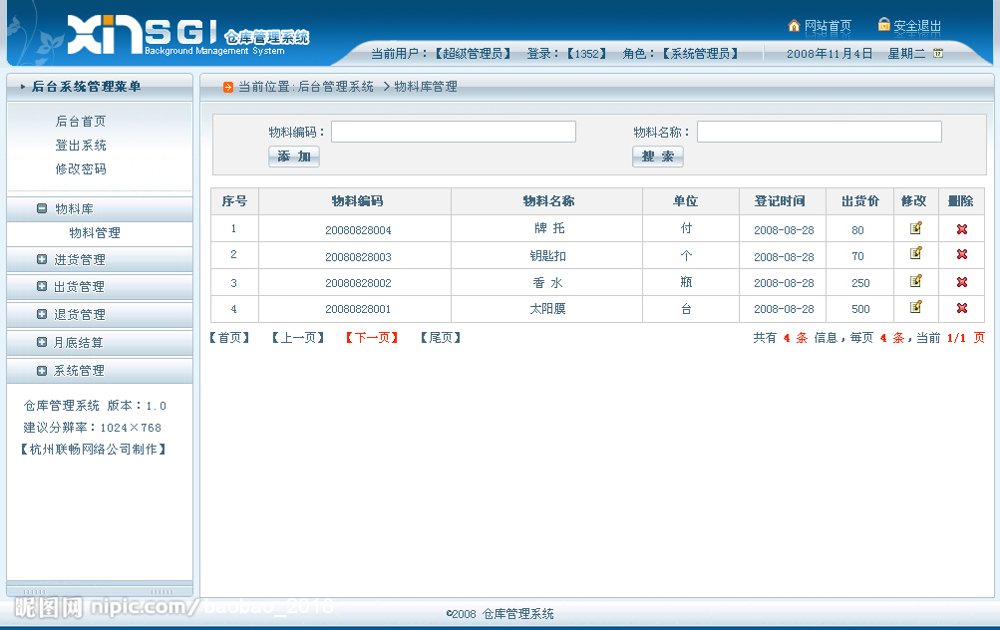 XINSGI 仓库管理系统
Background Management System
网站首页 安全退出
当前用户：【超级管理员】 登录：【1352】 角色：【系统管理员】 2008年11月4日 星期二
后台系统管理菜单
后台首页
登出系统
修改密码
物料库
物料管理
进货管理
出货管理
退货管理
月底结算
系统管理
仓库管理系统 版本：1.0
建议分辨率：1024×768
【杭州联畅网络公司制作】
当前位置:后台管理系统 > 物料库管理
物料编码： 物料名称：
添 加 搜 索
序号 物料编码 物料名称 单位 登记时间 出货价 修改 删除
1 20080828004 牌 托 付 2008-08-28 80
2 20080828003 钥匙扣 个 2008-08-28 70
3 20080828002 香 水 瓶 2008-08-28 250
4 20080828001 太阳膜 台 2008-08-28 500
【首页】 【上一页】 【下一页】 【尾页】 共有 4 条 信息，每页 4 条，当前 1/1 页
©2008 仓库管理系统
昵图网 nipic.com/baobao_2018